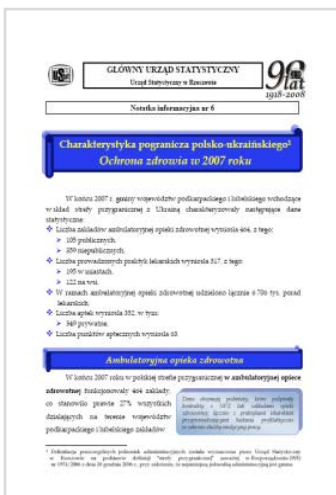 GŁÓWNY URZĄD STATYSTYCZNY
Urząd Statystyczny w Rzeszowie
90 lat
1918-2008
Notatka informacyjna nr 6
Charakterystyka pogranicza polsko-ukraińskiego¹
Ochrona zdrowia w 2007 roku
W końcu 2007 r. gminy województw podkarpackiego i lubelskiego wchodzące
w skład strefy przygranicznej z Ukrainą charakteryzowały następujące dane
statystyczne:
❖ Liczba zakładów ambulatoryjnej opieki zdrowotnej wyniosła 464, z tego:
➢ 105 publicznych,
➢ 359 niepublicznych,
❖ Liczba prowadzonych praktyk lekarskich wyniosła 317, z tego:
➢ 195 w miastach,
➢ 122 na wsi,
❖ W ramach ambulatoryjnej opieki zdrowotnej udzielono łącznie 6 706 tys. porad
lekarskich,
❖ Liczba aptek wyniosła 352, w tym:
➢ 349 prywatne,
❖ Liczba punktów aptecznych wyniosła 63.
Ambulatoryjna opieka zdrowotna
W końcu 2007 roku w polskiej strefie przygranicznej w ambulatoryjnej opiece
zdrowotnej funkcjonowały 464 zakłady,
co stanowiło prawie 27% wszystkich
działających na terenie województw
podkarpackiego i lubelskiego zakładów